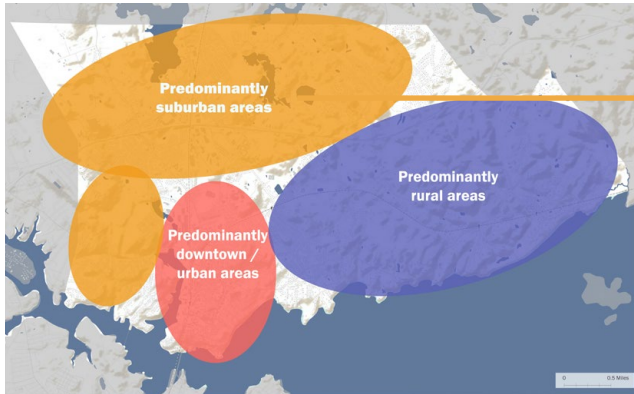 Predominantly
suburban areas
Predominantly
rural areas
Predominantly
downtown /
urban areas
0 0.5 Miles